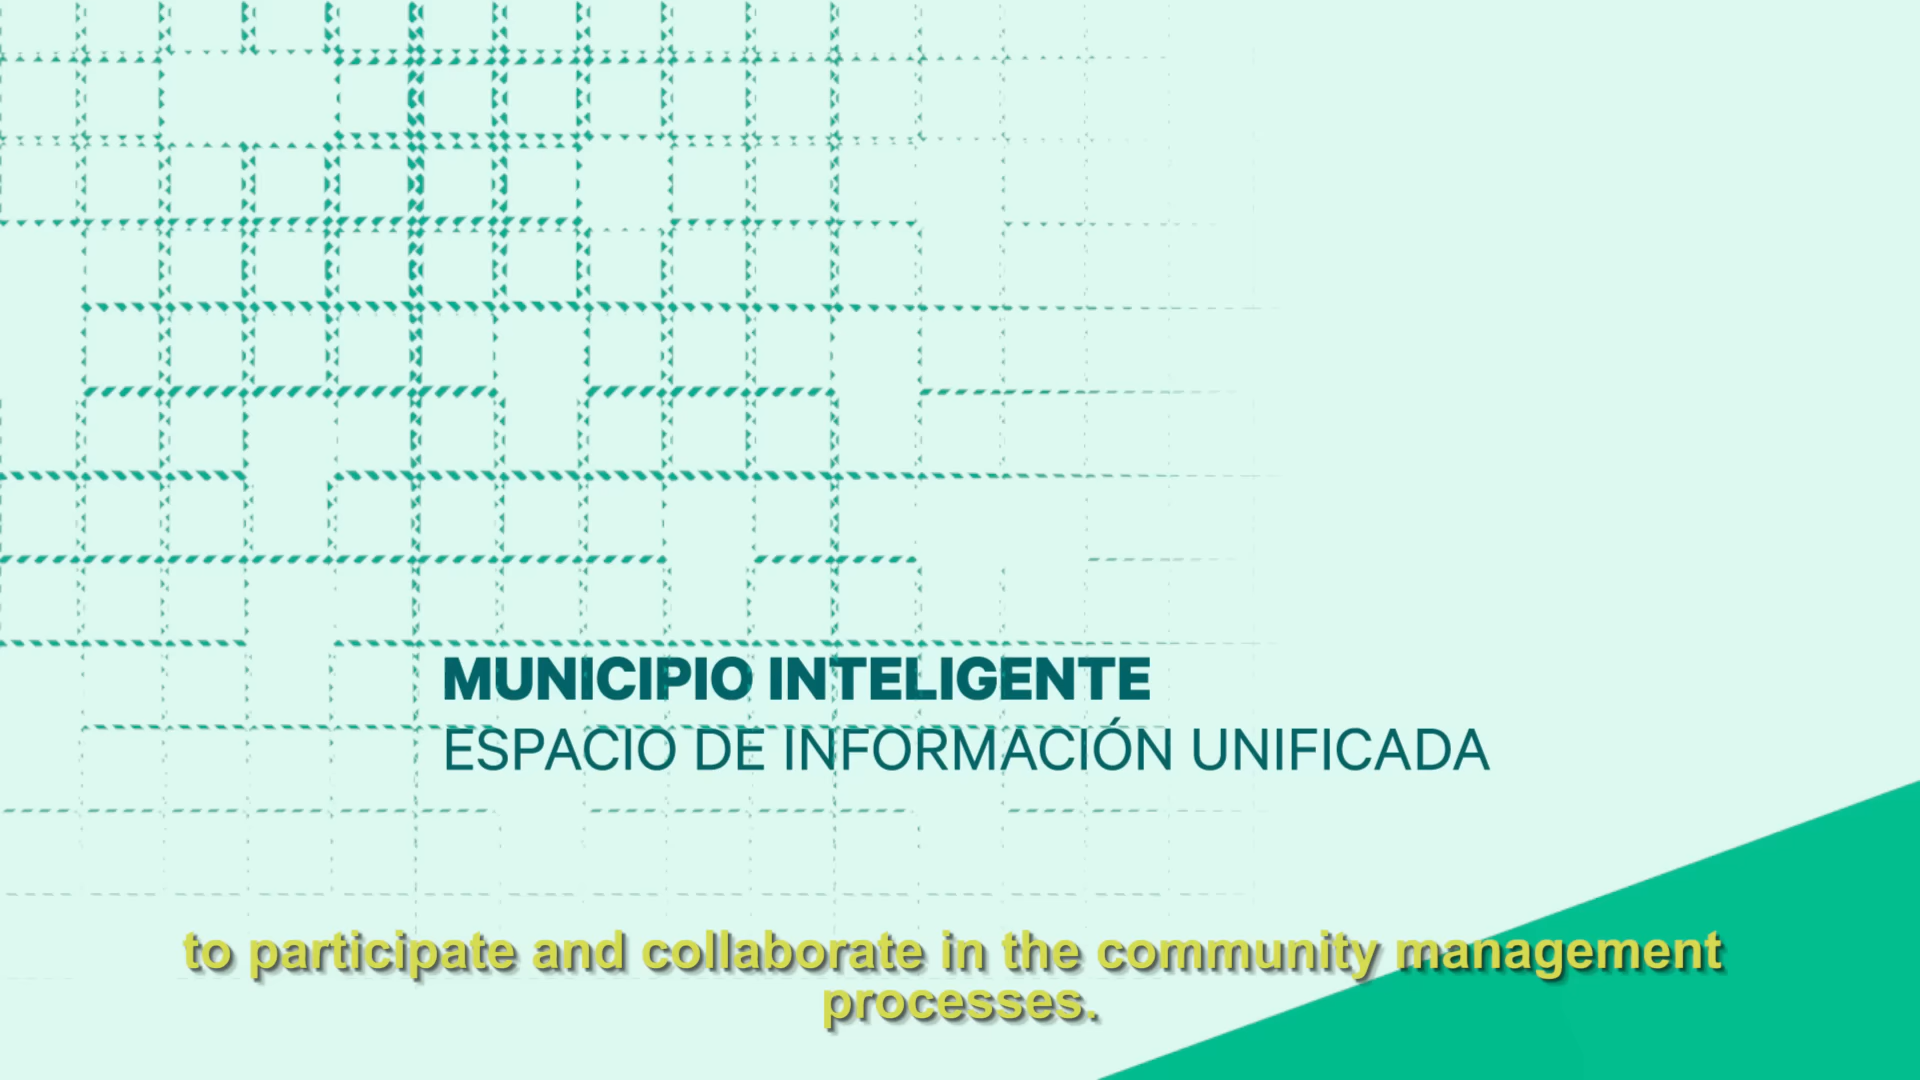 MUNICIPIO INTELIGENTE
ESPACIO DE INFORMACIÓN UNIFICADA
to participate and collaborate in the community management
processes.